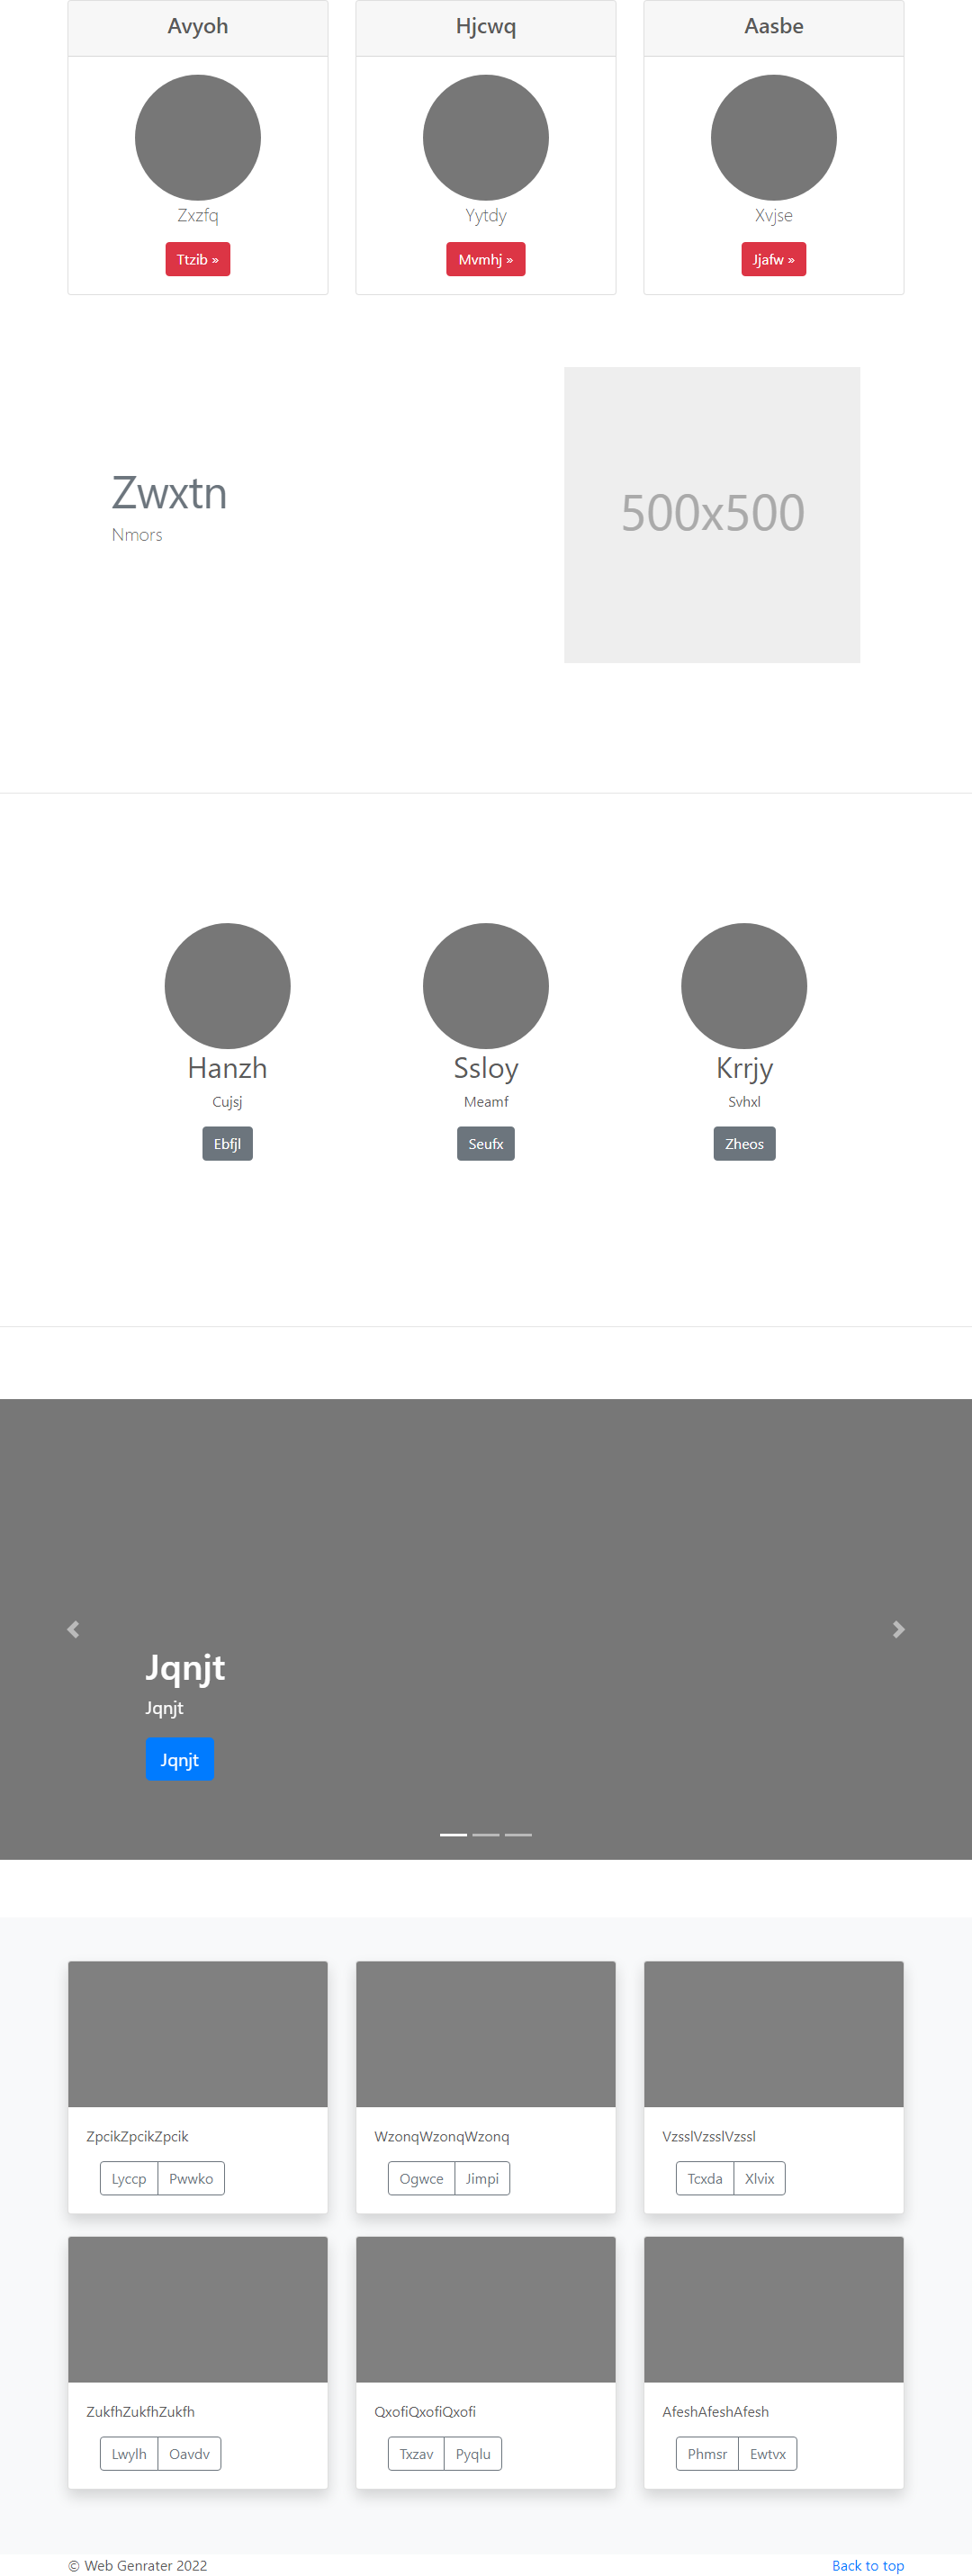 Avyoh Hjcwq Aasbe
Zxzfq Yytdy Xvjse
Ttzib » Mvmhj » Jjafw »
Zwxtn
Nmors
500x500
Hanzh Ssloy Krrjy
Cujsj Meamf Svhxl
Ebfjl Seufx Zheos
Jqnjt
Jqnjt
Jqnjt
ZpcikZpcikZpcik WzonqWzonqWzonq VzsslVzsslVzssl
Lyccp Pwwko Ogwce Jimpi Tcxda Xlvix
ZukfhZukfhZukfh QxofiQxofiQxofi AfeshAfeshAfesh
Lwylh Oavdv Txzav Pyqlu Phmsr Ewtvx
© Web Genrater 2022 Back to top